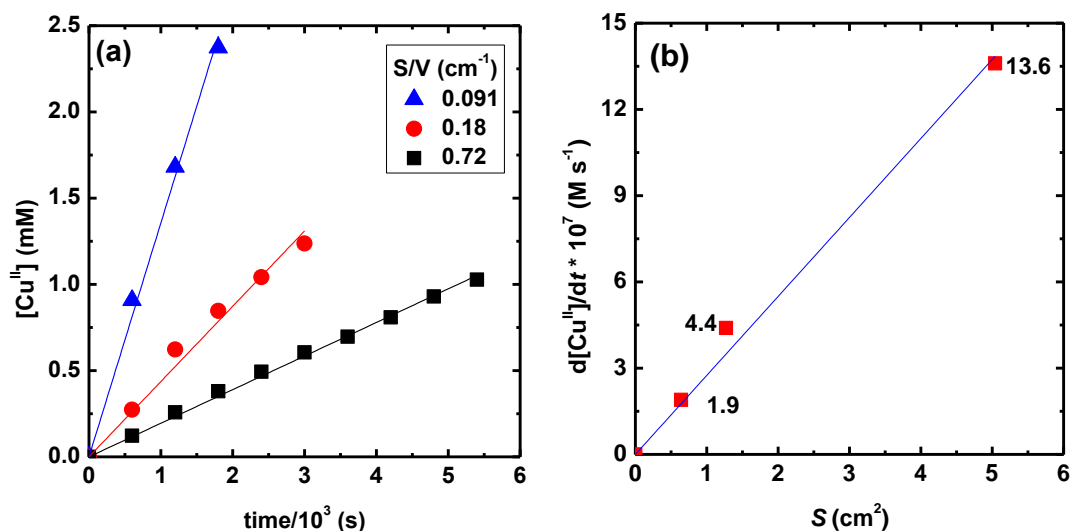 (a)
S/V (cm⁻¹)
0.091
0.18
0.72
2.5
2.0
1.5
1.0
0.5
0.0
[Cuᴵᴵ] (mM)
0 1 2 3 4 5 6
time/10³ (s)
(b)
15
12
9
6
3
0
d[Cuᴵᴵ]/dt * 10⁷ (M s⁻¹)
13.6
4.4
1.9
0 1 2 3 4 5 6
S (cm²)